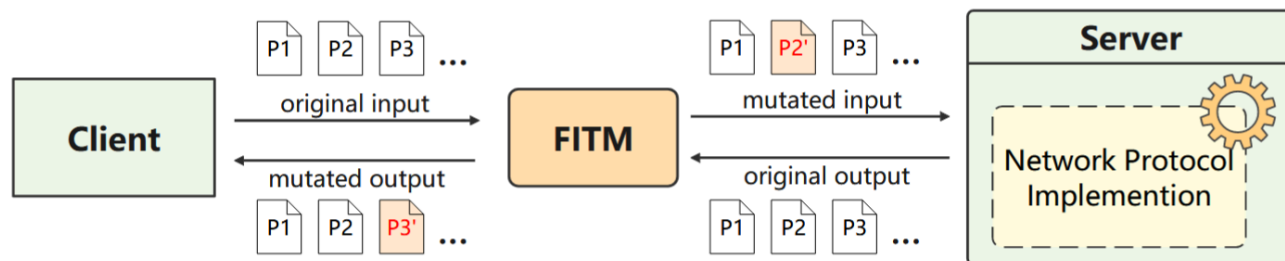 P1 P2 P3 ...
original input
Client
mutated output
P1 P2 P3' ...
FITM
P1 P2' P3 ...
mutated input
original output
P1 P2 P3 ...
Server
Network Protocol
Implemention